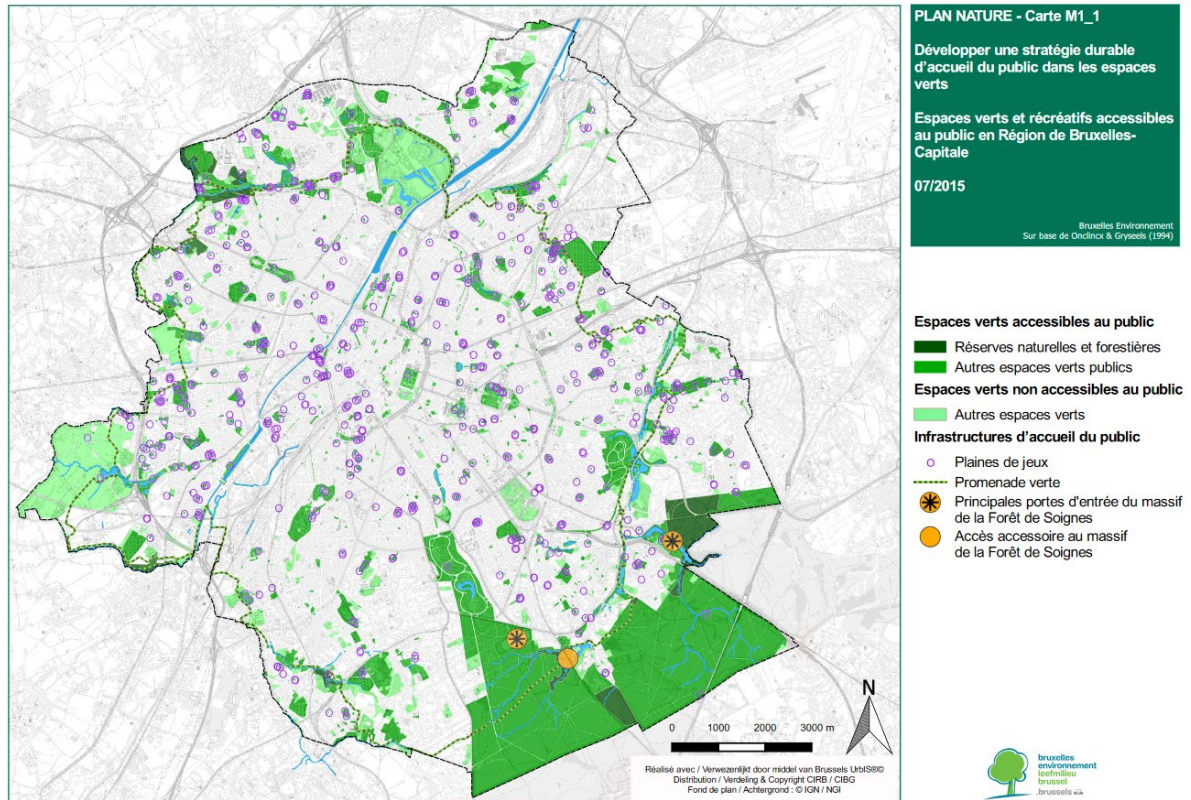 PLAN NATURE - Carte M1_1
Développer une stratégie durable
d'accueil du public dans les espaces
verts
Espaces verts et récréatifs accessibles
au public en Région de Bruxelles-
Capitale
07/2015
Bruxelles Environnement
Sur base de Onclincx & Gryseels (1994)
Espaces verts accessibles au public
Réserves naturelles et forestières
Autres espaces verts publics
Espaces verts non accessibles au public
Autres espaces verts
Infrastructures d'accueil du public
Plaines de jeux
Promenade verte
Principales portes d'entrée du massif
de la Forêt de Soignes
Accès accessoire au massif
de la Forêt de Soignes
N
0 1000 2000 3000 m
Réalisé avec / Verwezenlijkt door middel van Brussels UrbIS®©
Distribution / Verdeling & Copyright CIRB / CIBG
Fond de plan / Achtergrond : © IGN / NGI
bruxelles
environnement
leefmilieu
brussel
.brussels